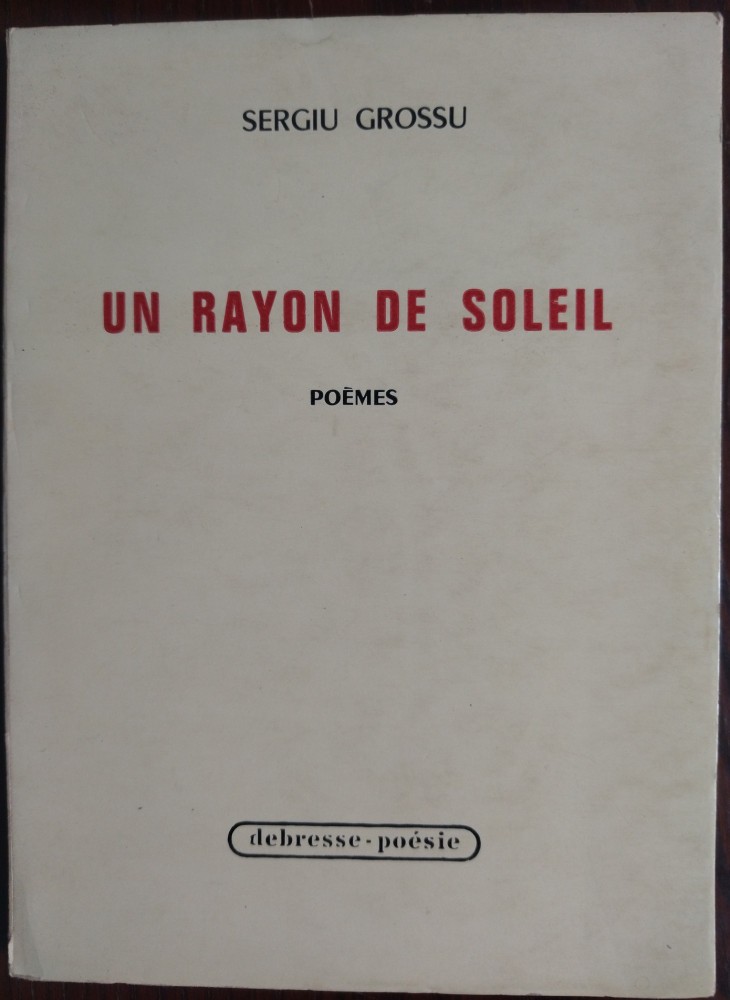 SERGIU GROSSU
UN RAYON DE SOLEIL
POÈMES
debresse-poésie